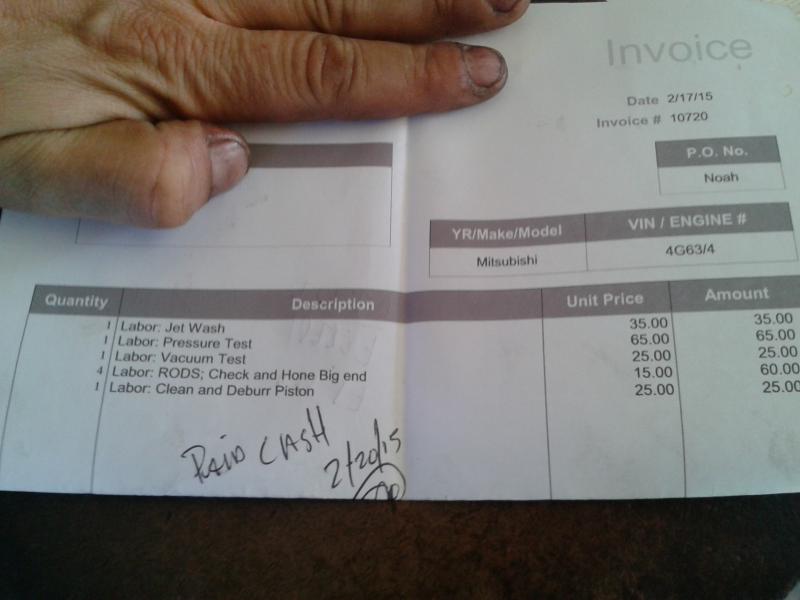 Invoice
Date 2/17/15
Invoice # 10720
P.O. No.
Noah
YR/Make/Model VIN / ENGINE #
Mitsubishi 4G63/4
Quantity Description Unit Price Amount
1 Labor: Jet Wash 35.00 35.00
1 Labor: Pressure Test 65.00 65.00
1 Labor: Vacuum Test 25.00 25.00
4 Labor: RODS; Check and Hone Big end 15.00 60.00
1 Labor: Clean and Deburr Piston 25.00 25.00
PAID CASH
2/20/15